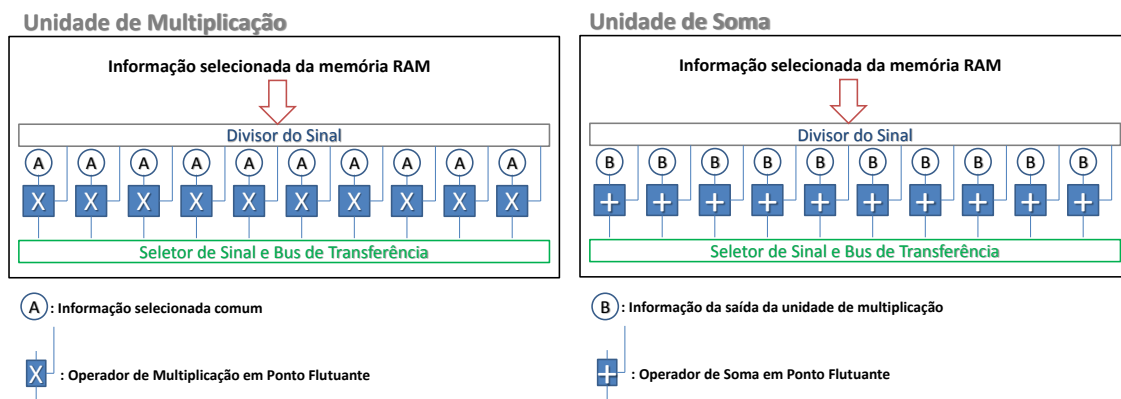 Unidade de Multiplicação
Informação selecionada da memória RAM
Divisor do Sinal
A A A A A A A A A A
X X X X X X X X X X
Seletor de Sinal e Bus de Transferência
A : Informação selecionada comum
X : Operador de Multiplicação em Ponto Flutuante
Unidade de Soma
Informação selecionada da memória RAM
Divisor do Sinal
B B B B B B B B B B
+ + + + + + + + + +
Seletor de Sinal e Bus de Transferência
B : Informação da saída da unidade de multiplicação
+ : Operador de Soma em Ponto Flutuante